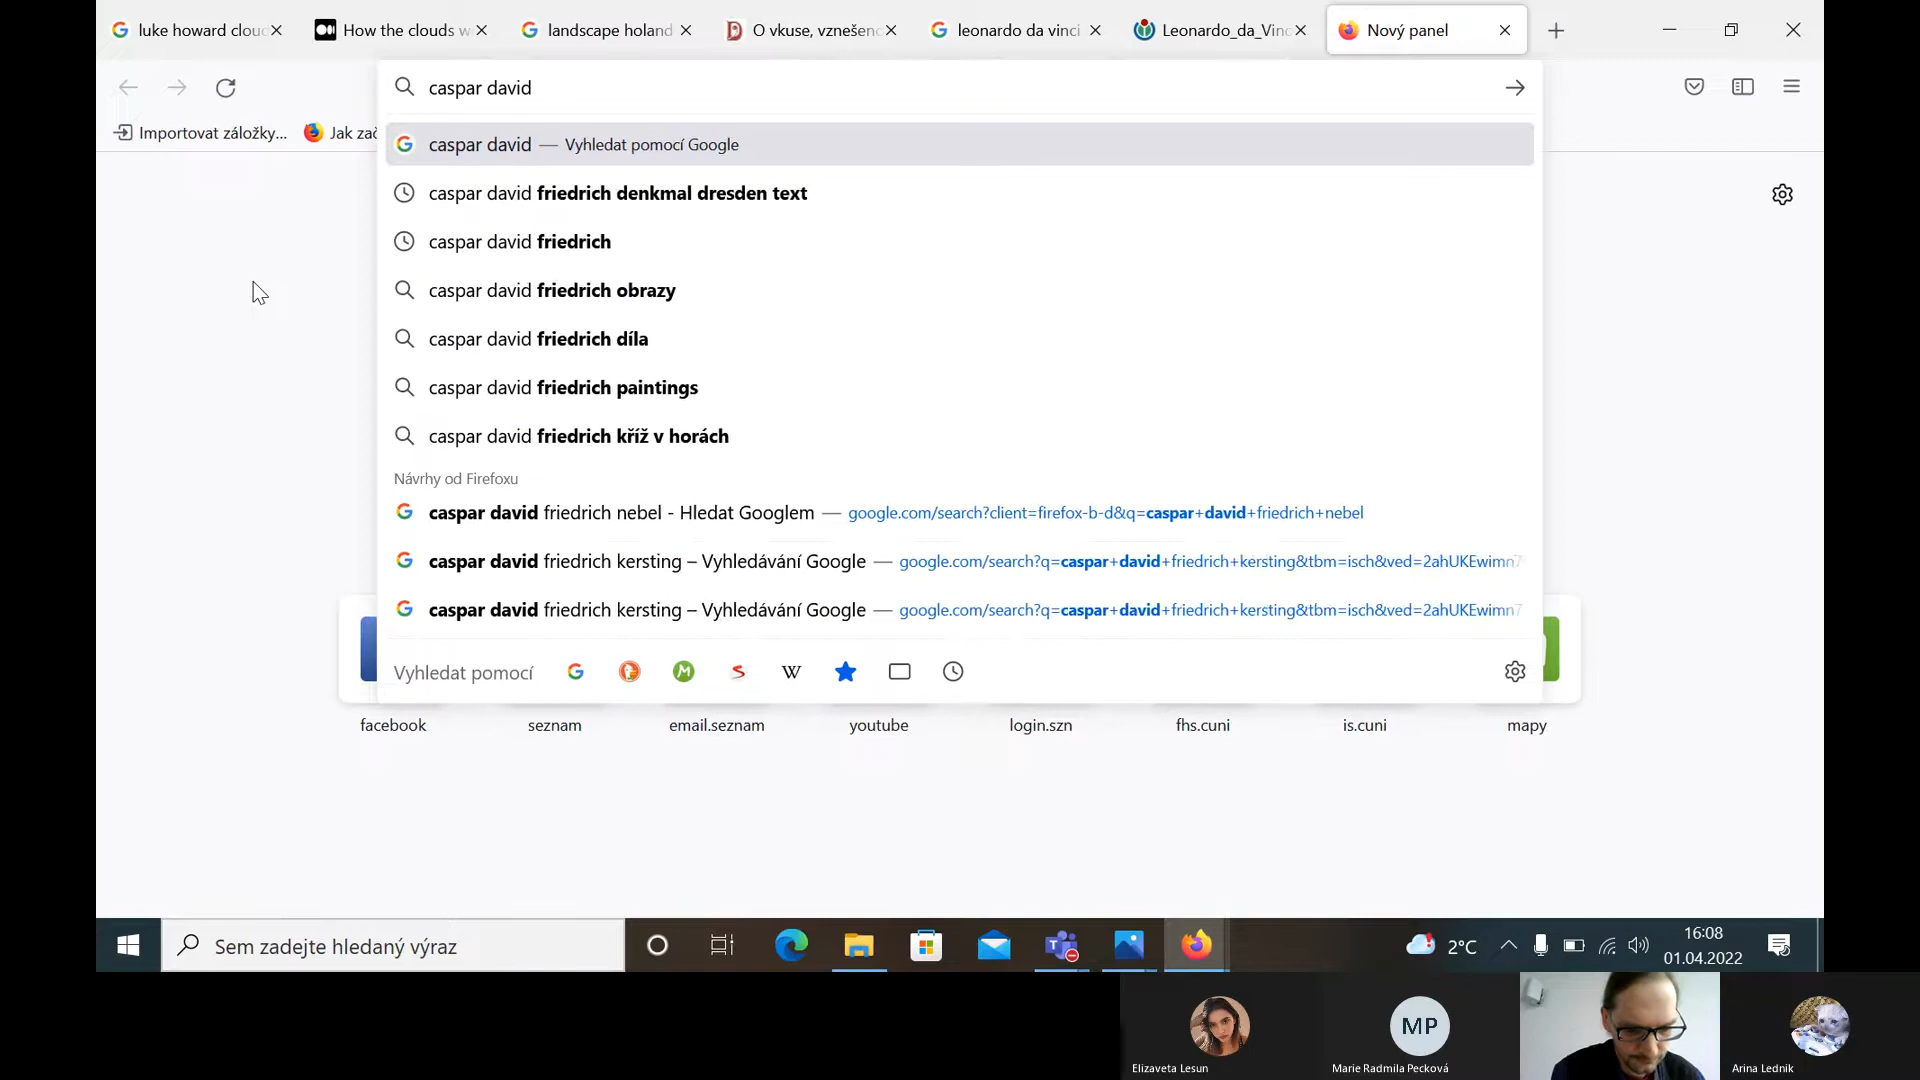 luke howard clou
How the clouds w
landscape holand
O vkuse, vznešeno
leonardo da vinci
Leonardo_da_Vinc
Nový panel
caspar david
Importovat záložky...
Jak zač
caspar david — Vyhledat pomocí Google
caspar david friedrich denkmal dresden text
caspar david friedrich
caspar david friedrich obrazy
caspar david friedrich díla
caspar david friedrich paintings
caspar david friedrich kříž v horách
Návrhy od Firefoxu
caspar david friedrich nebel - Hledat Googlem — google.com/search?client=firefox-b-d&q=caspar+david+friedrich+nebel
caspar david friedrich kersting – Vyhledávání Google — google.com/search?q=caspar+david+friedrich+kersting&tbm=isch&ved=2ahUKEwimn7
caspar david friedrich kersting – Vyhledávání Google — google.com/search?q=caspar+david+friedrich+kersting&tbm=isch&ved=2ahUKEwimn7
Vyhledat pomocí
facebook
seznam
email.seznam
youtube
login.szn
fhs.cuni
is.cuni
mapy
Sem zadejte hledaný výraz
2°C
16:08
01.04.2022
MP
Elizaveta Lesun
Marie Radmila Pecková
Arina Lednik